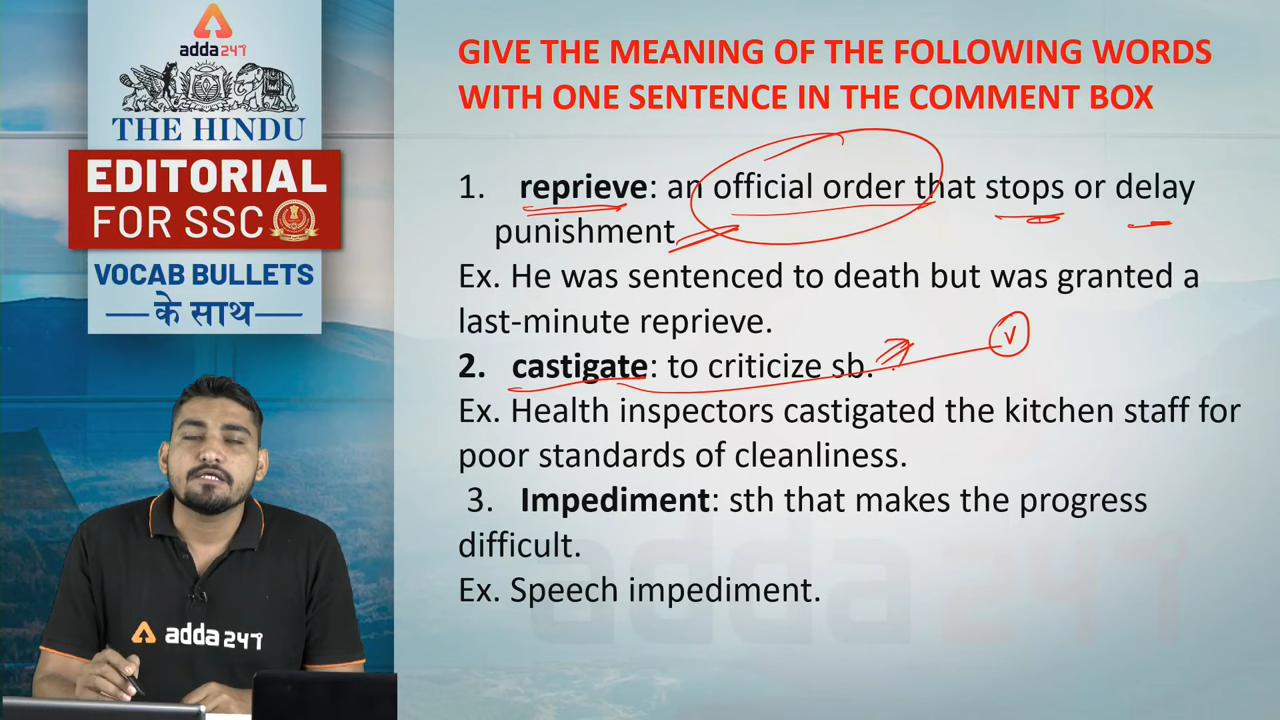 adda247
THE HINDU
EDITORIAL
FOR SSC
VOCAB BULLETS
के साथ
GIVE THE MEANING OF THE FOLLOWING WORDS
WITH ONE SENTENCE IN THE COMMENT BOX
1. reprieve: an official order that stops or delay
punishment
Ex. He was sentenced to death but was granted a
last-minute reprieve.
2. castigate: to criticize sb.
V
Ex. Health inspectors castigated the kitchen staff for
poor standards of cleanliness.
3. Impediment: sth that makes the progress
difficult.
Ex. Speech impediment.
adda247
adda247